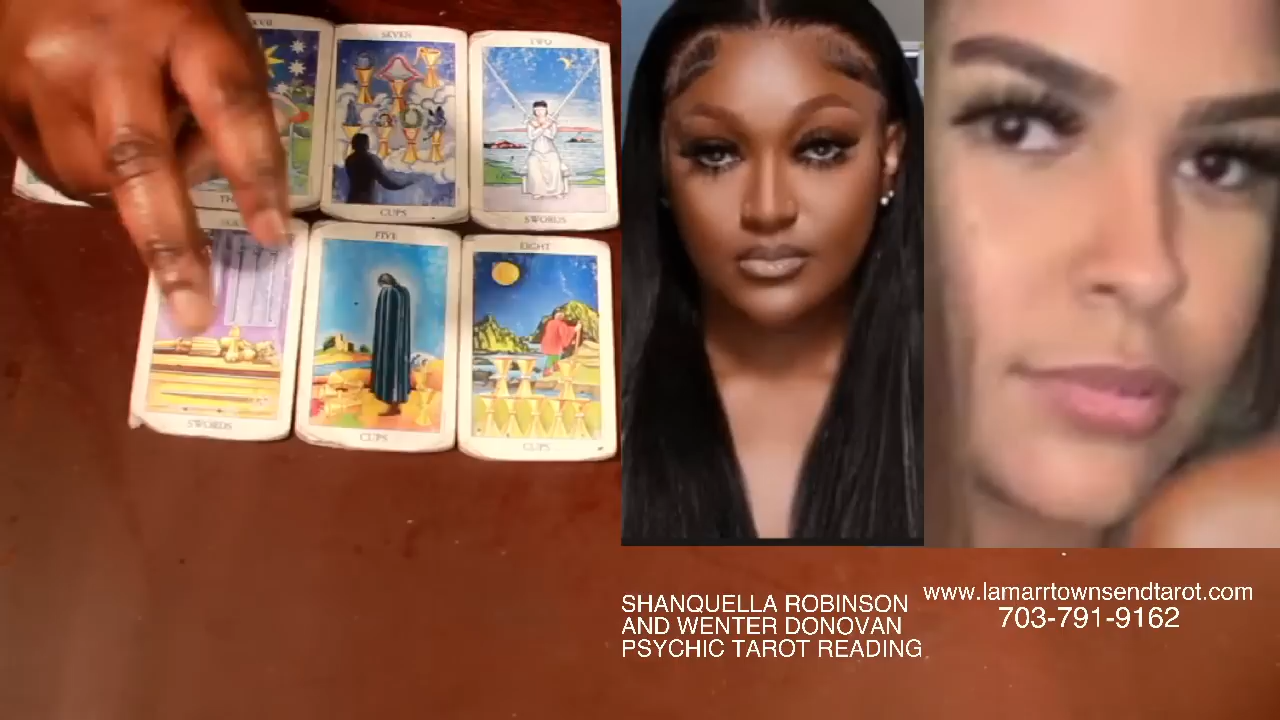 SEVEN
TWO
TH
CUPS
SWORDS
FIVE
EIGHT
SWORDS
CUPS
CUPS
SHANQUELLA ROBINSON
AND WENTER DONOVAN
PSYCHIC TAROT READING
www.lamarrtownsendtarot.com
703-791-9162